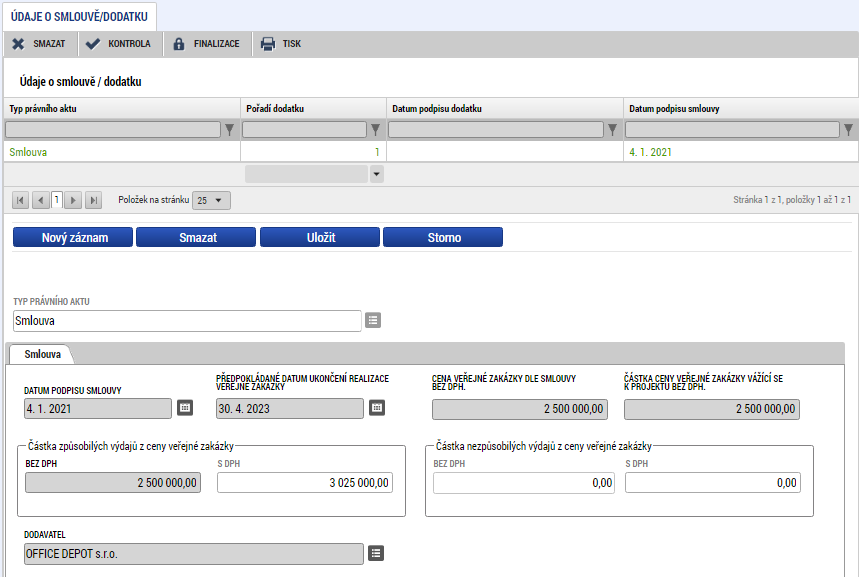 ÚDAJE O SMLOUVĚ/DODATKU
SMAZAT KONTROLA FINALIZACE TISK
Údaje o smlouvě / dodatku
Typ právního aktu Pořadí dodatku Datum podpisu dodatku Datum podpisu smlouvy
Smlouva 1 4. 1. 2021
1 Položek na stránku 25 Stránka 1 z 1, položky 1 až 1 z 1
Nový záznam Smazat Uložit Storno
TYP PRÁVNÍHO AKTU
Smlouva
Smlouva
DATUM PODPISU SMLOUVY
PŘEDPOKLÁDANÉ DATUM UKONČENÍ REALIZACE
VEŘEJNÉ ZAKÁZKY
CENA VEŘEJNÉ ZAKÁZKY DLE SMLOUVY
BEZ DPH.
ČÁSTKA CENY VEŘEJNÉ ZAKÁZKY VÁŽÍCÍ SE
K PROJEKTU BEZ DPH.
4. 1. 2021 30. 4. 2023 2 500 000,00 2 500 000,00
Částka způsobilých výdajů z ceny veřejné zakázky
BEZ DPH S DPH
2 500 000,00 3 025 000,00
Částka nezpůsobilých výdajů z ceny veřejné zakázky
BEZ DPH S DPH
0,00 0,00
DODAVATEL
OFFICE DEPOT s.r.o.